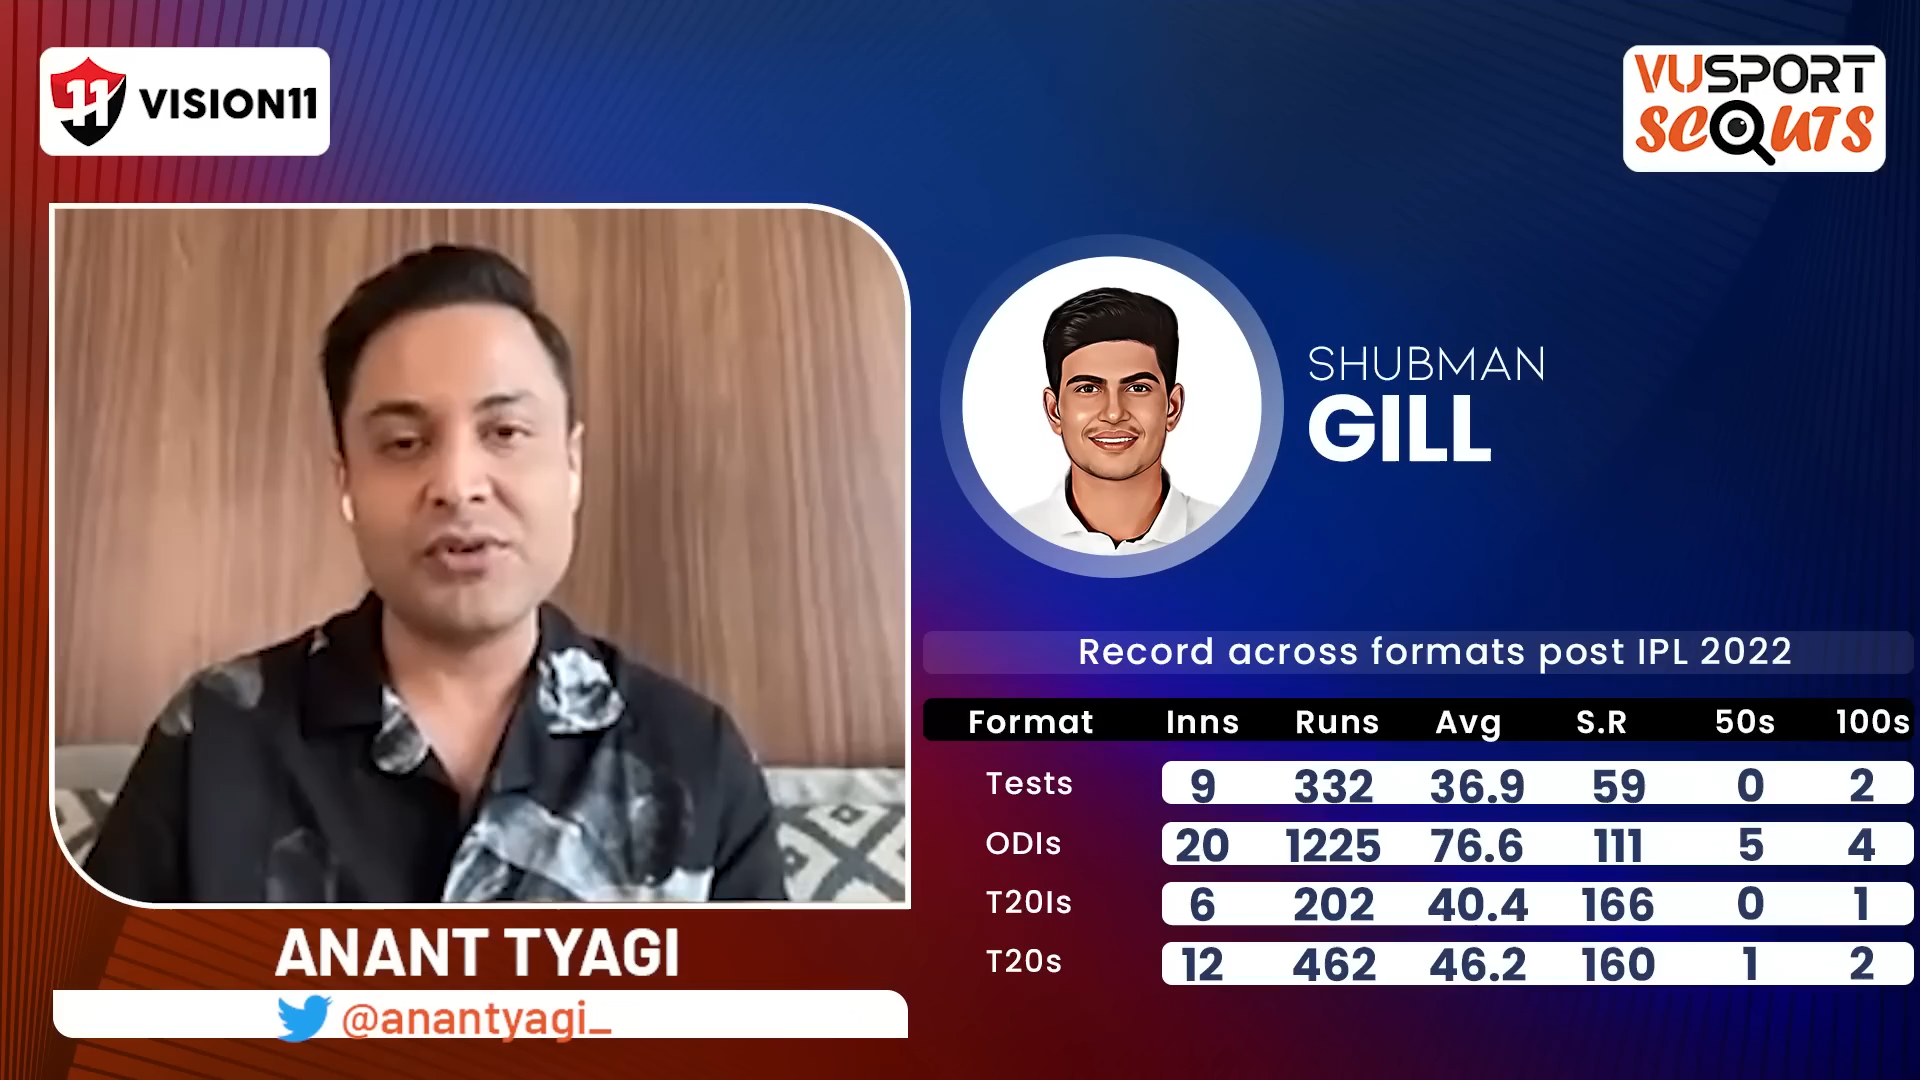 11 VISION11
VUSPORT
SCOUTS
SHUBMAN
GILL
Record across formats post IPL 2022
Format Inns Runs Avg S.R 50s 100s
Tests 9 332 36.9 59 0 2
ODIs 20 1225 76.6 111 5 4
T20Is 6 202 40.4 166 0 1
T20s 12 462 46.2 160 1 2
ANANT TYAGI
@anantyagi_